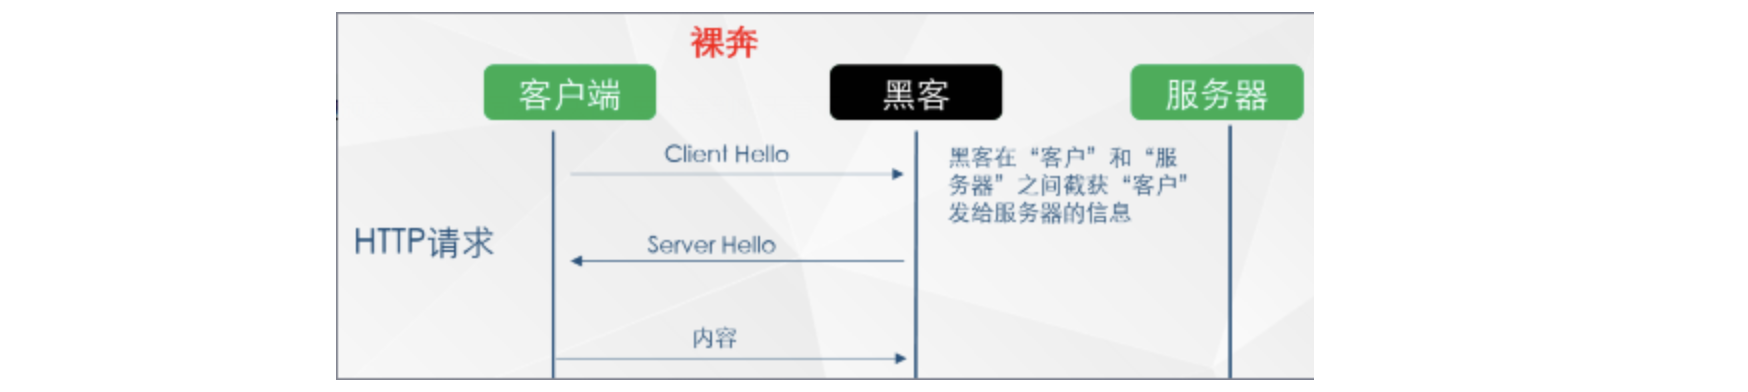 裸奔
客户端
黑客
服务器
Client Hello
黑客在“客户”和“服
务器”之间截获“客户”
发给服务器的信息
HTTP请求
Server Hello
内容